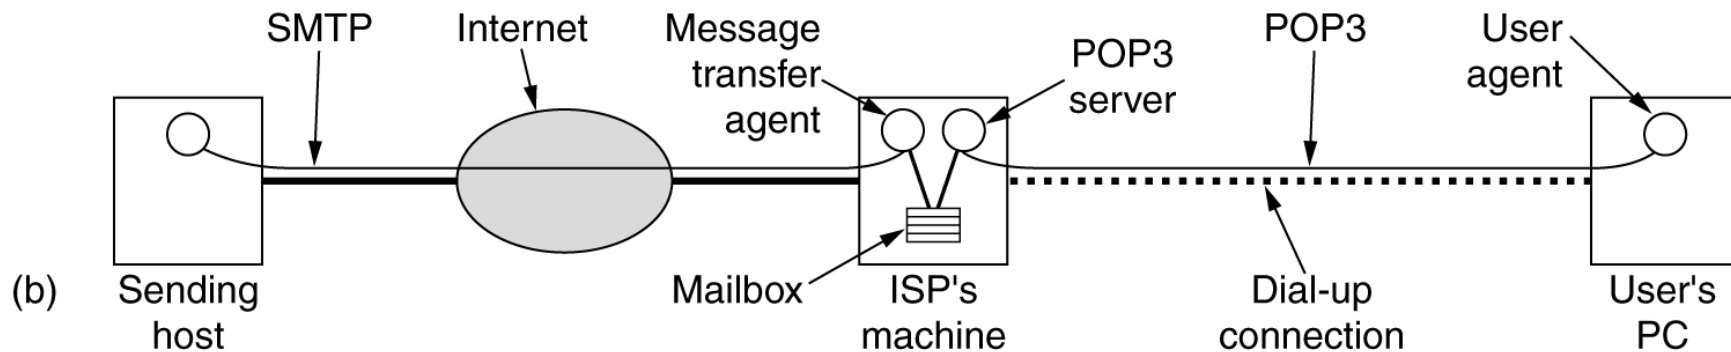 SMTP
Internet
Message
transfer
agent
POP3
server
POP3
User
agent
(b)
Sending
host
Mailbox
ISP's
machine
Dial-up
connection
User's
PC